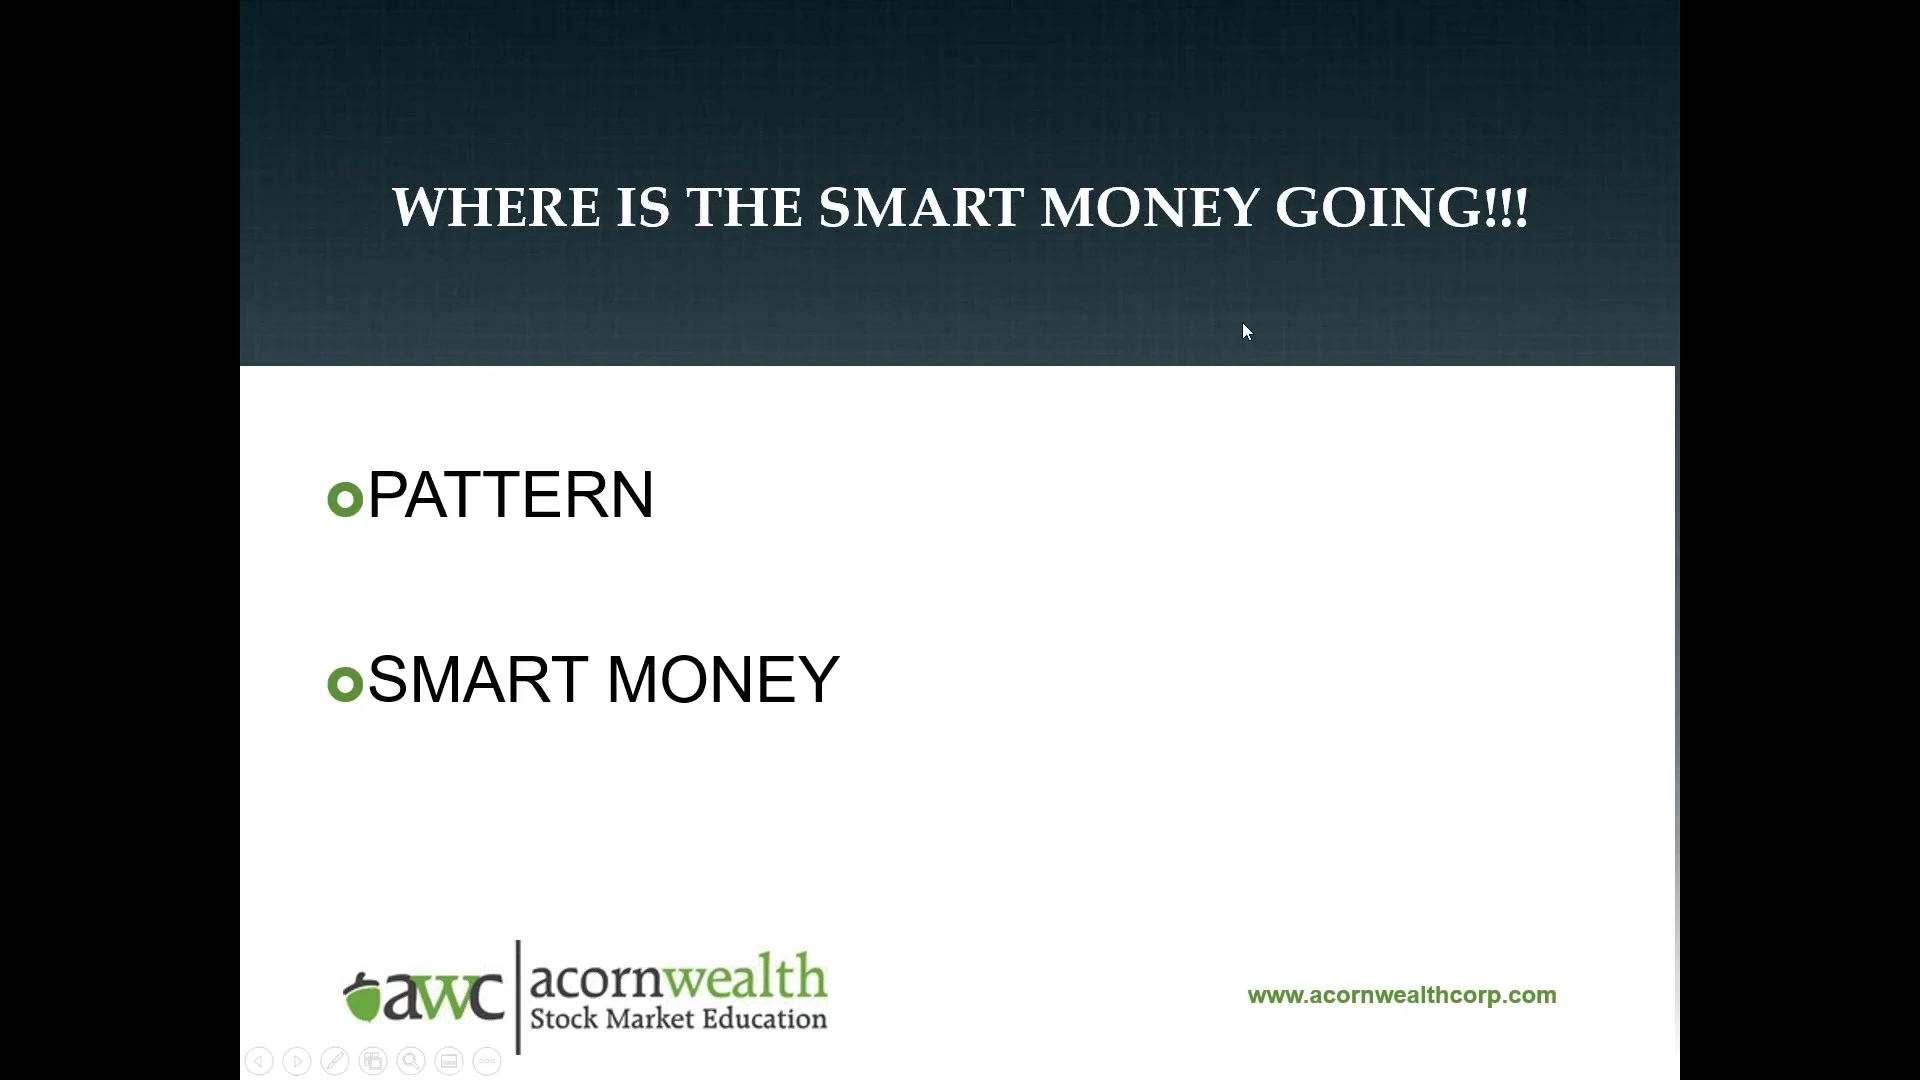 WHERE IS THE SMART MONEY GOING!!!
PATTERN
SMART MONEY
awc acornwealth
Stock Market Education
www.acornwealthcorp.com